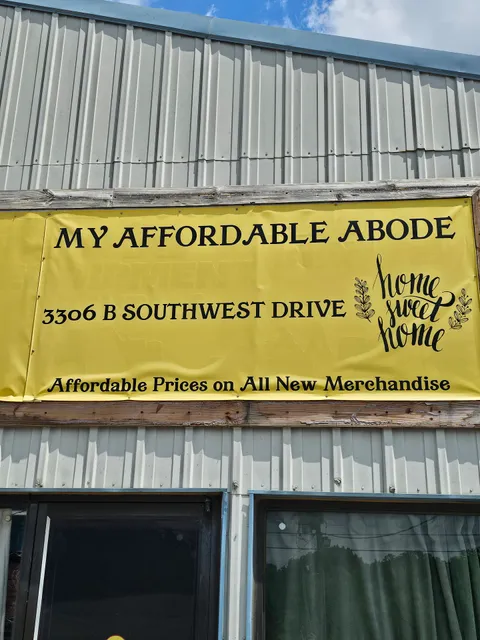 MY AFFORDABLE ABODE
3306 B SOUTHWEST DRIVE
home
sweet
home
Affordable Prices on All New Merchandise